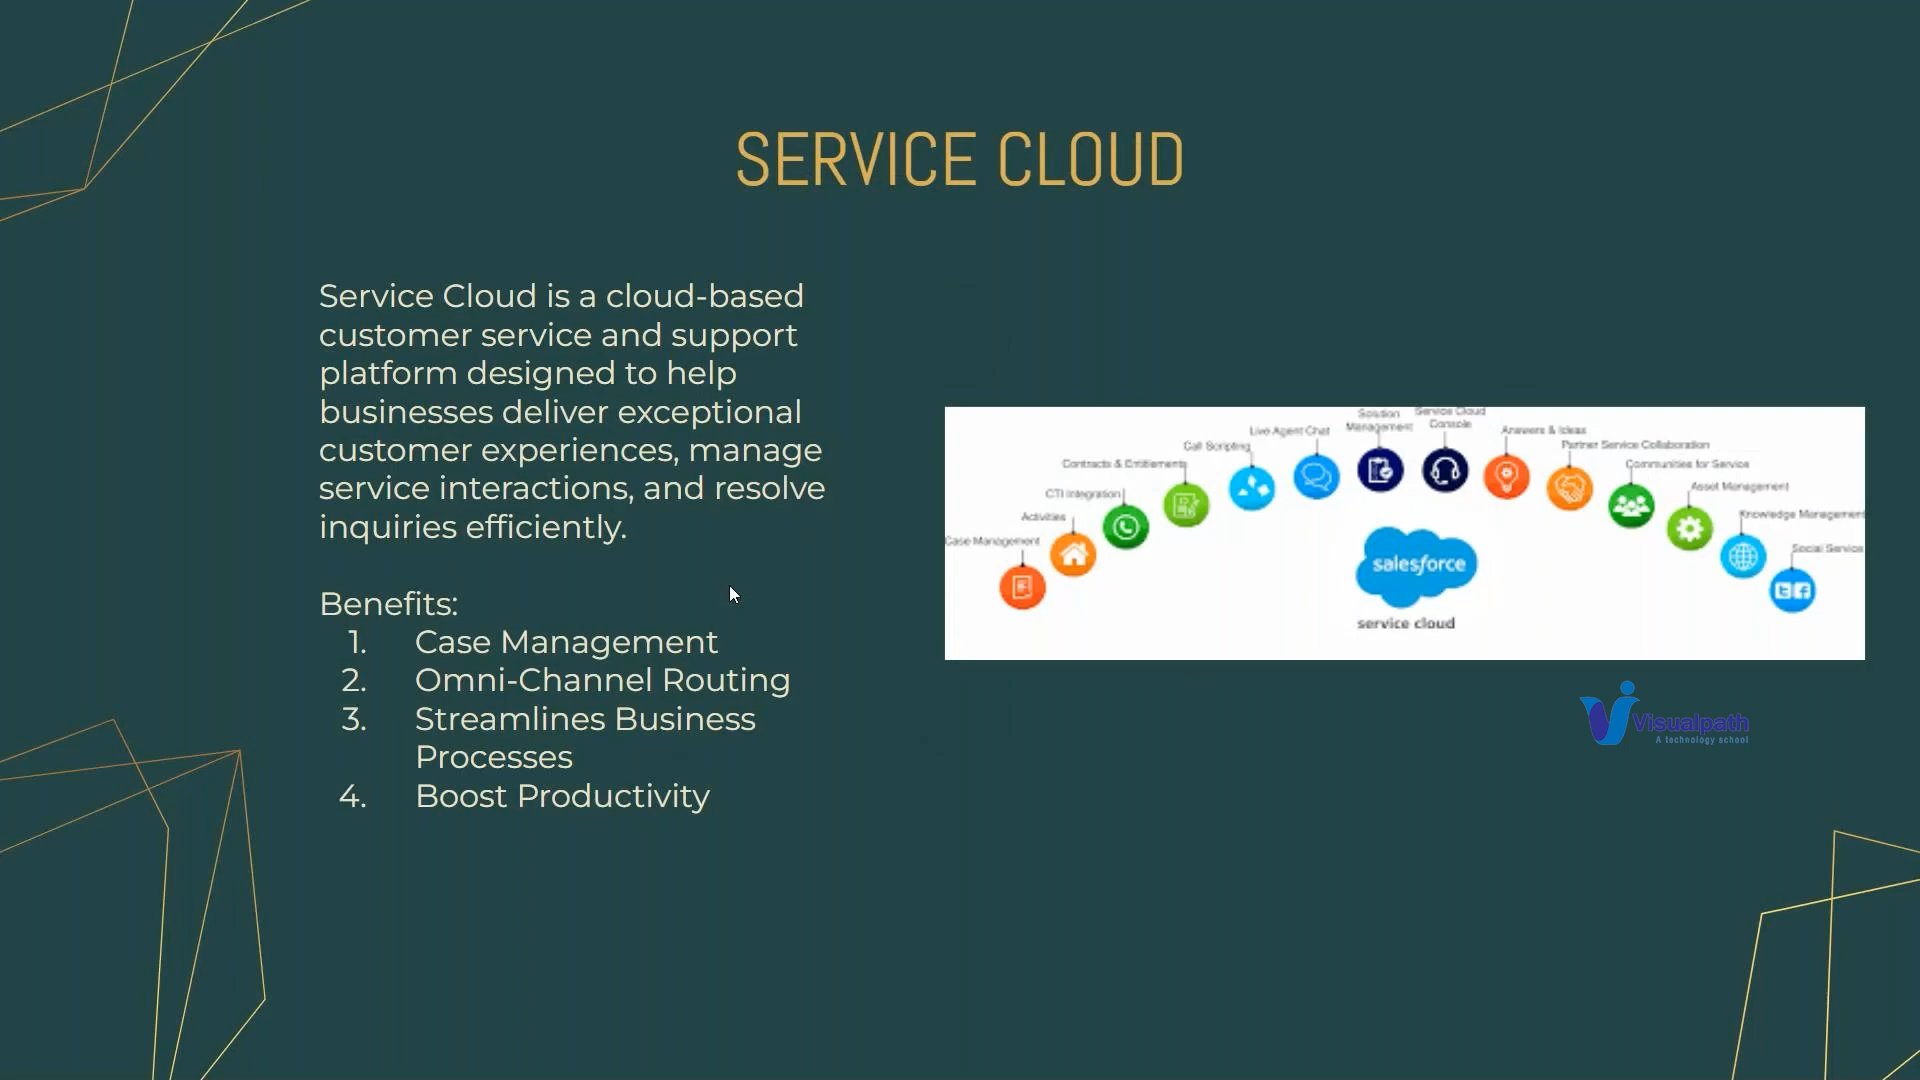 SERVICE CLOUD
Service Cloud is a cloud-based
customer service and support
platform designed to help
businesses deliver exceptional
customer experiences, manage
service interactions, and resolve
inquiries efficiently.
Benefits:
1. Case Management
2. Omni-Channel Routing
3. Streamlines Business
Processes
4. Boost Productivity
Case Management
Activities
CTI Integration
Contracts & Entitlements
Call Scripting
Live Agent Chat
Solution
Management
Service Cloud
Console
Answers & Ideas
Partner Service Collaboration
Communities for Service
Asset Management
Knowledge Management
Social Service
salesforce
service cloud
Visualpath
A technology school